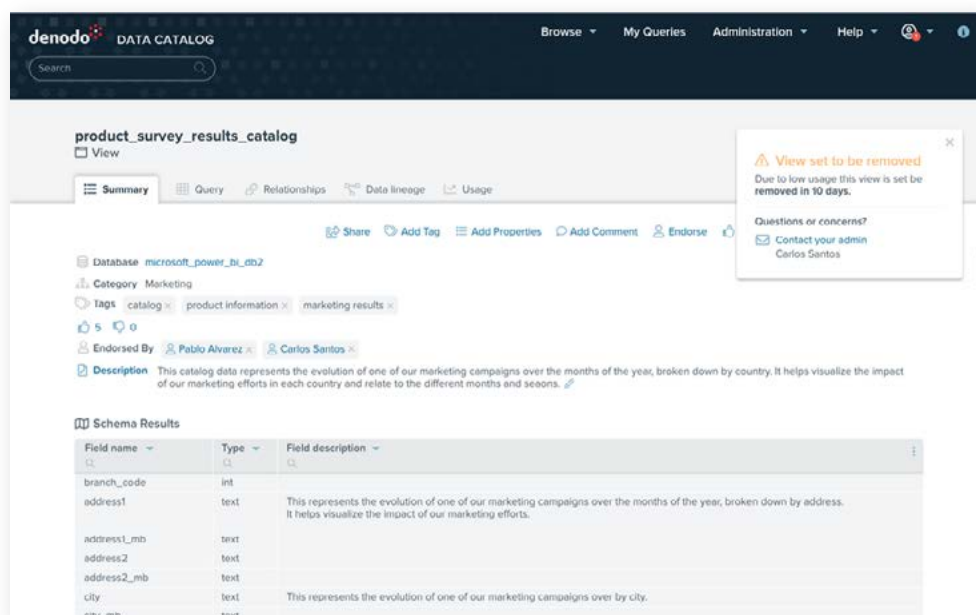 denodo DATA CATALOG
Browse My Queries Administration Help
Search
product_survey_results_catalog
View
View set to be removed
Due to low usage this view is set be
removed in 10 days.
Questions or concerns?
Contact your admin
Carlos Santos
Summary Query Relationships Data lineage Usage
Share Add Tag Add Properties Add Comment Endorse
Database microsoft_power_bi_db2
Category Marketing
Tags catalog × product information × marketing results ×
5 0
Endorsed By Pablo Alvarez × Carlos Santos ×
Description This catalog data represents the evolution of one of our marketing campaigns over the months of the year, broken down by country. It helps visualize the impact
of our marketing efforts in each country and relate to the different months and seaons.
Schema Results
Field name Type Field description
branch_code int
address1 text This represents the evolution of one of our marketing campaigns over the months of the year, broken down by address.
It helps visualize the impact of our marketing efforts.
address1_mb text
address2 text
address2_mb text
city text This represents the evolution of one of our marketing campaigns over by city.
city_mb text